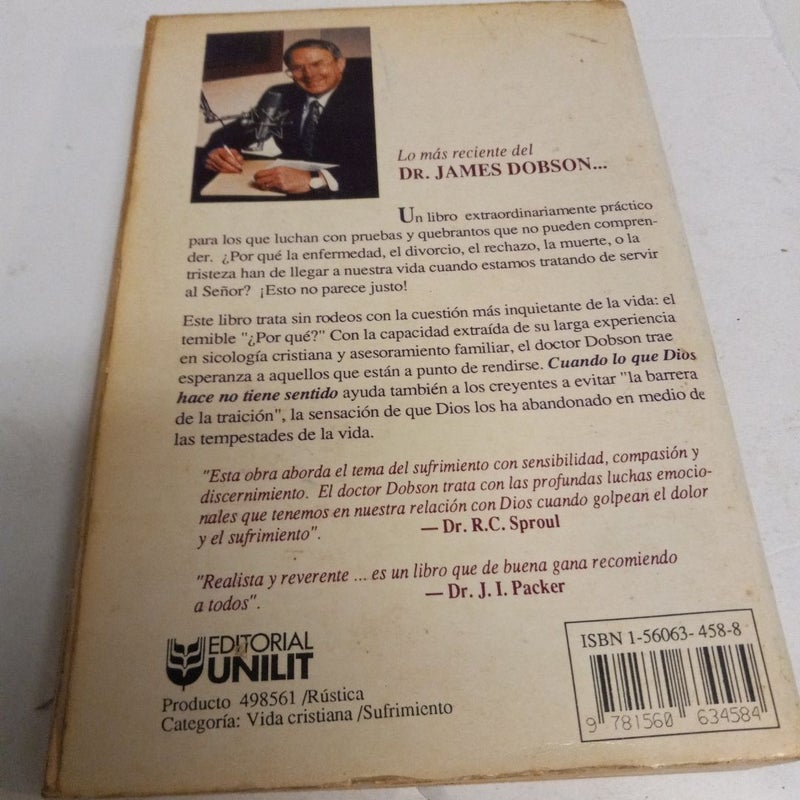 Lo más reciente del
DR. JAMES DOBSON...
Un libro extraordinariamente práctico
para los que luchan con pruebas y quebrantos que no pueden compren-
der. ¿Por qué la enfermedad, el divorcio, el rechazo, la muerte, o la
tristeza han de llegar a nuestra vida cuando estamos tratando de servir
al Señor? ¡Esto no parece justo!
Este libro trata sin rodeos con la cuestión más inquietante de la vida: el
temible "¿Por qué?" Con la capacidad extraída de su larga experiencia
en sicología cristiana y asesoramiento familiar, el doctor Dobson trae
esperanza a aquellos que están a punto de rendirse. Cuando lo que Dios
hace no tiene sentido ayuda también a los creyentes a evitar "la barrera
de la traición", la sensación de que Dios los ha abandonado en medio de
las tempestades de la vida.
"Esta obra aborda el tema del sufrimiento con sensibilidad, compasión y
discernimiento. El doctor Dobson trata con las profundas luchas emocio-
nales que tenemos en nuestra relación con Dios cuando golpean el dolor
y el sufrimiento".
— Dr. R.C. Sproul
"Realista y reverente ... es un libro que de buena gana recomiendo
a todos".
— Dr. J. I. Packer
EDITORIAL
UNILIT
Producto 498561 /Rústica
Categoría: Vida cristiana /Sufrimiento
ISBN 1-56063-458-8
9 781560 634584